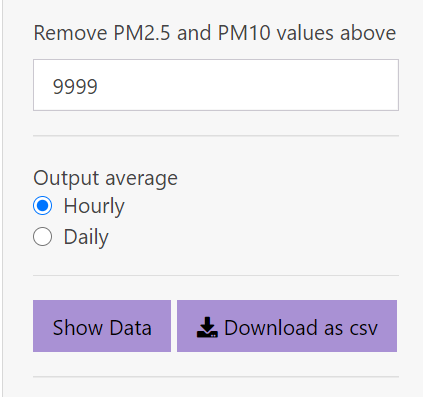 Remove PM2.5 and PM10 values above
9999
Output average
Hourly
Daily
Show Data
Download as csv